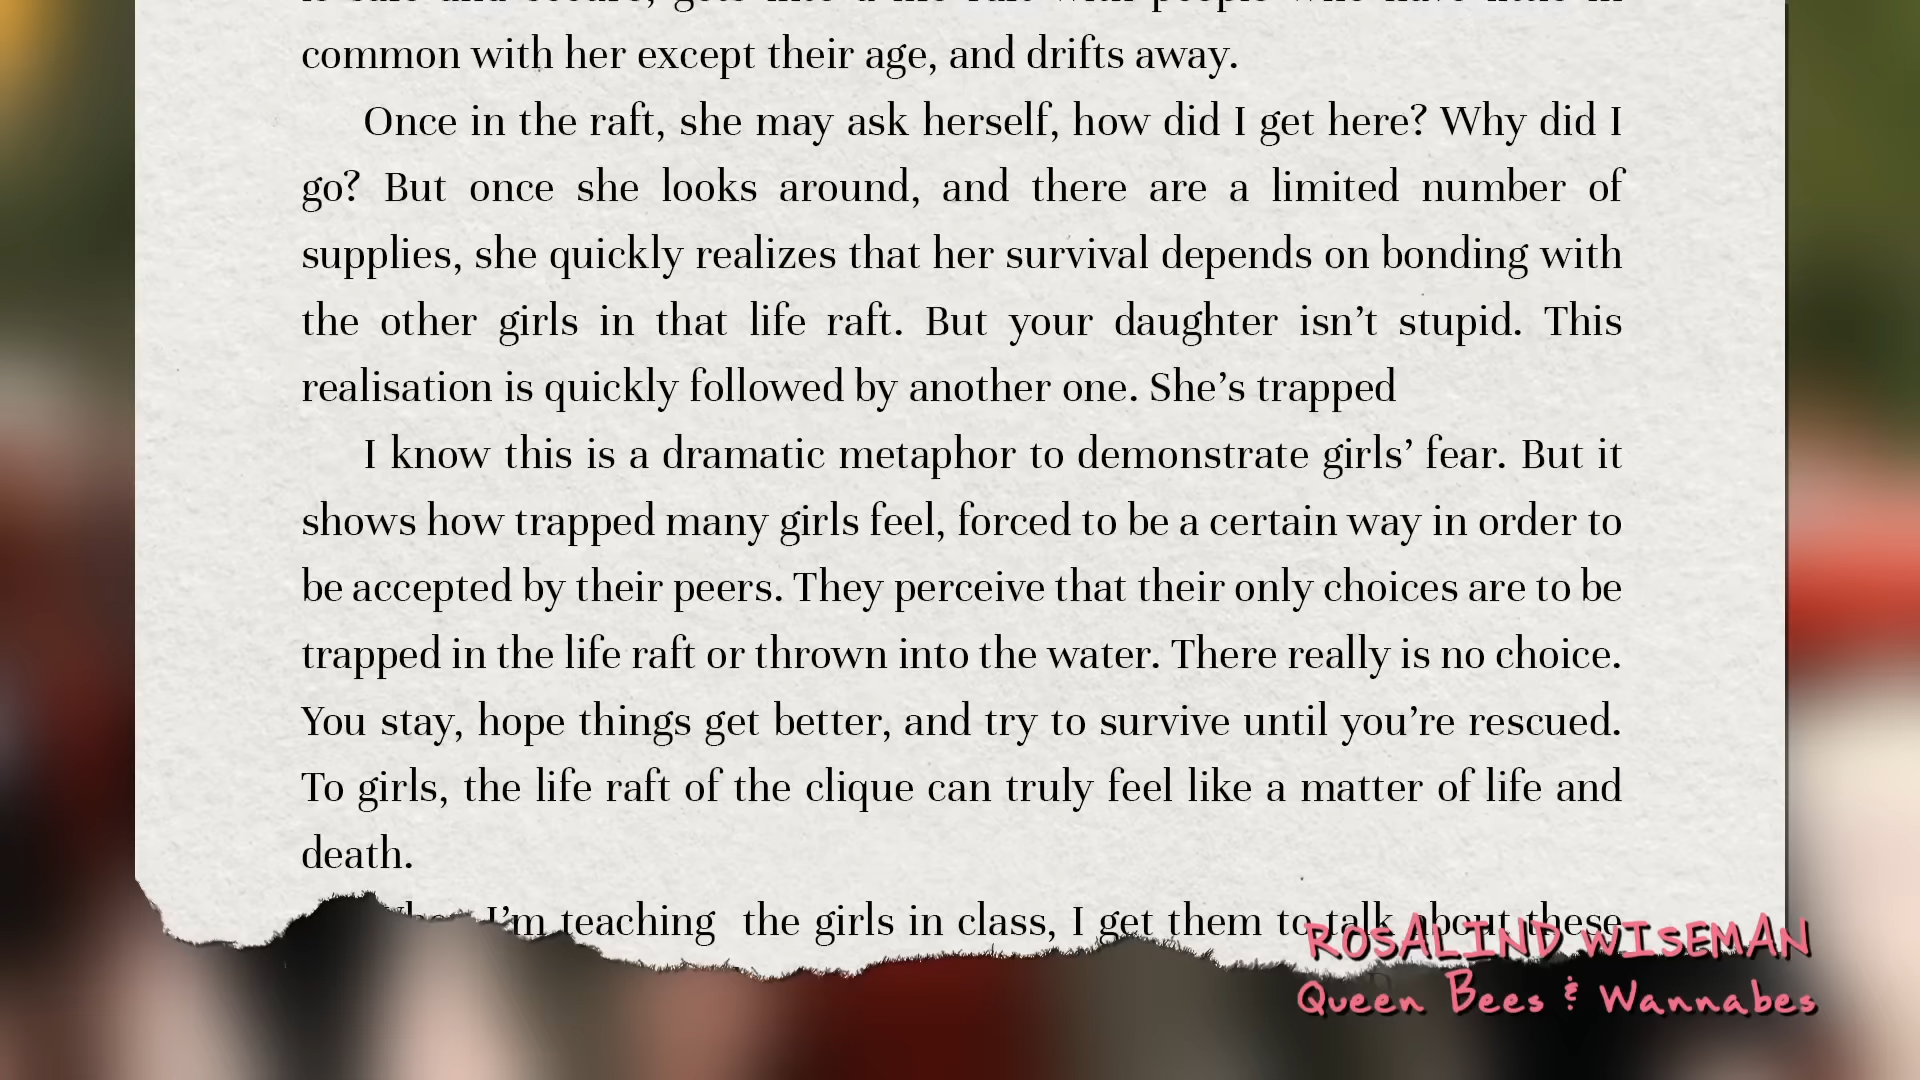 common with her except their age, and drifts away.
Once in the raft, she may ask herself, how did I get here? Why did I
go? But once she looks around, and there are a limited number of
supplies, she quickly realizes that her survival depends on bonding with
the other girls in that life raft. But your daughter isn’t stupid. This
realisation is quickly followed by another one. She’s trapped
I know this is a dramatic metaphor to demonstrate girls’ fear. But it
shows how trapped many girls feel, forced to be a certain way in order to
be accepted by their peers. They perceive that their only choices are to be
trapped in the life raft or thrown into the water. There really is no choice.
You stay, hope things get better, and try to survive until you’re rescued.
To girls, the life raft of the clique can truly feel like a matter of life and
death.
I’m teaching the girls in class, I get them to talk about these
ROSALIND WISEMAN
Queen Bees & Wannabes